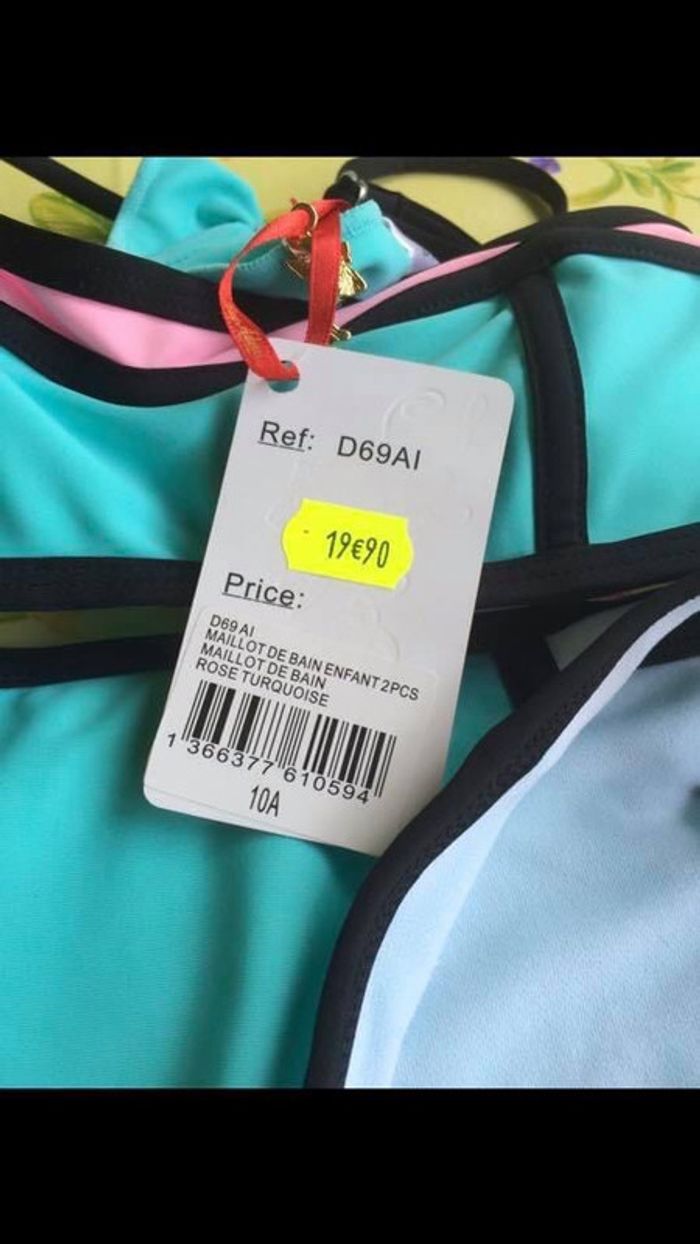 Ref: D69AI
19€90
Price:
D69 AI
MAILLOT DE BAIN ENFANT 2PCS
MAILLOT DE BAIN
ROSE TURQUOISE
1 366377 610594
10A